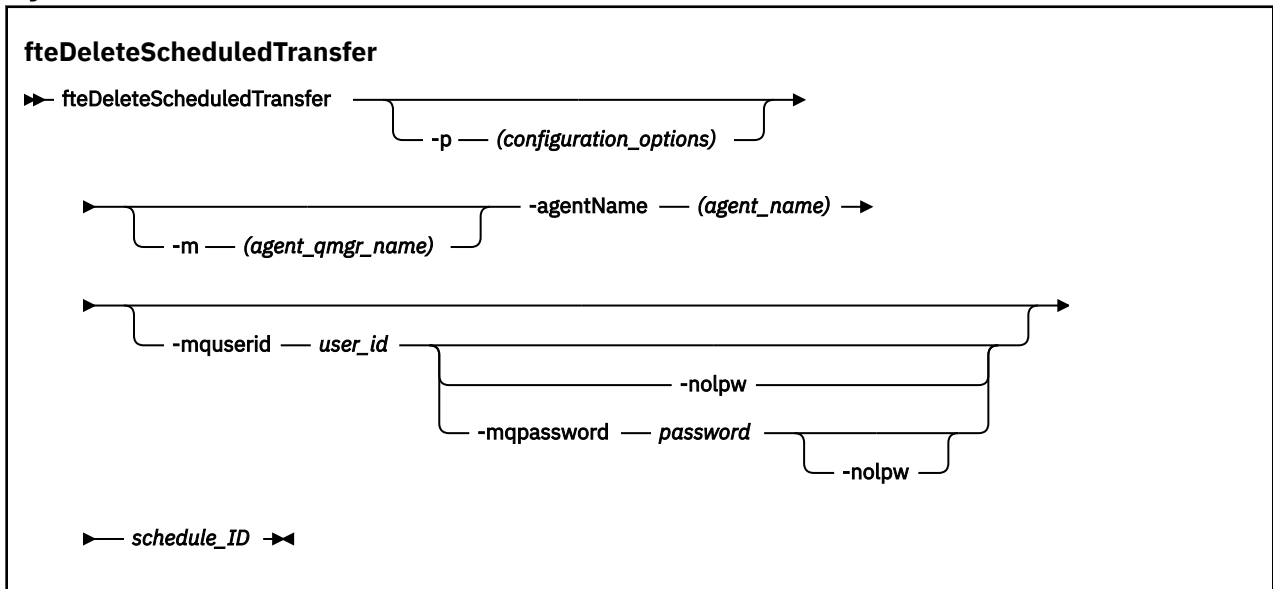 fteDeleteScheduledTransfer
fteDeleteScheduledTransfer
-p (configuration_options)
-agentName (agent_name)
-m (agent_qmgr_name)
-mquserid user_id
-nolpw
-mqpassword password
-nolpw
schedule_ID